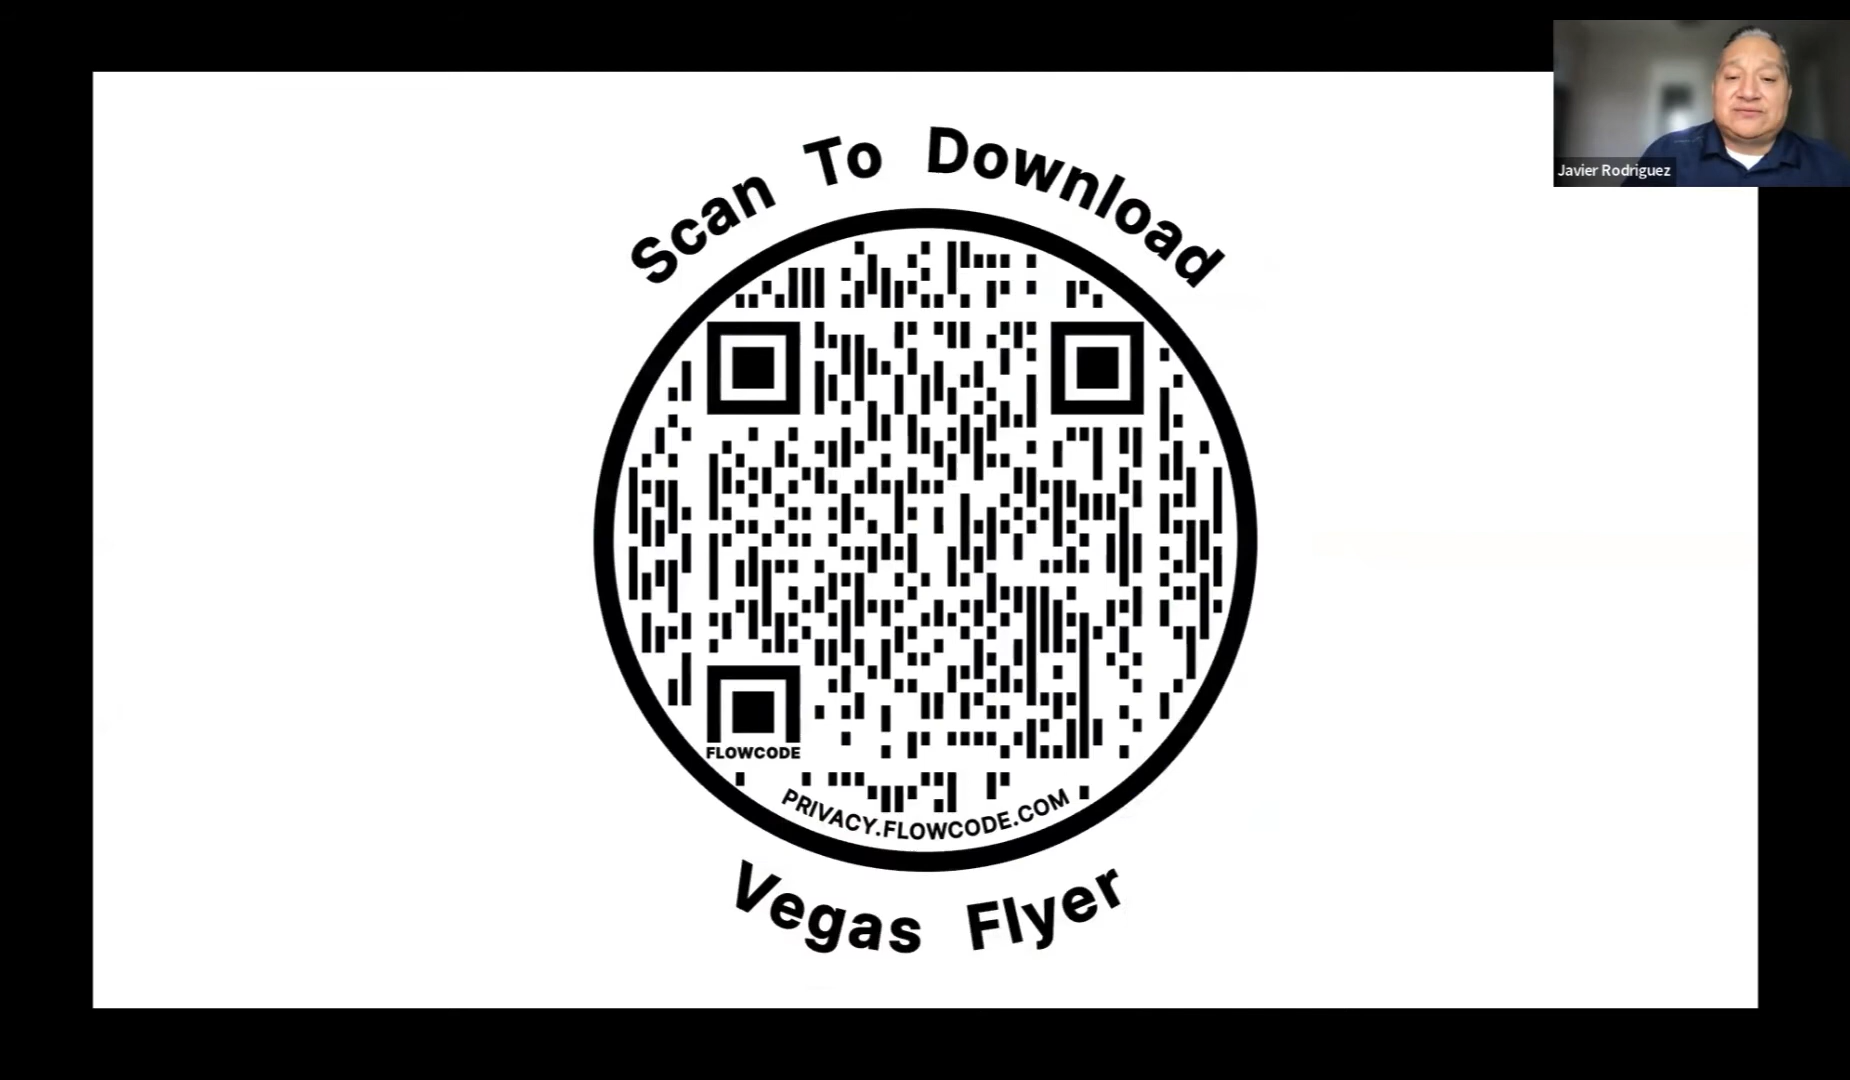 Scan To Download
Javier Rodriguez
FLOWCODE
PRIVACY.FLOWCODE.COM
Vegas Flyer